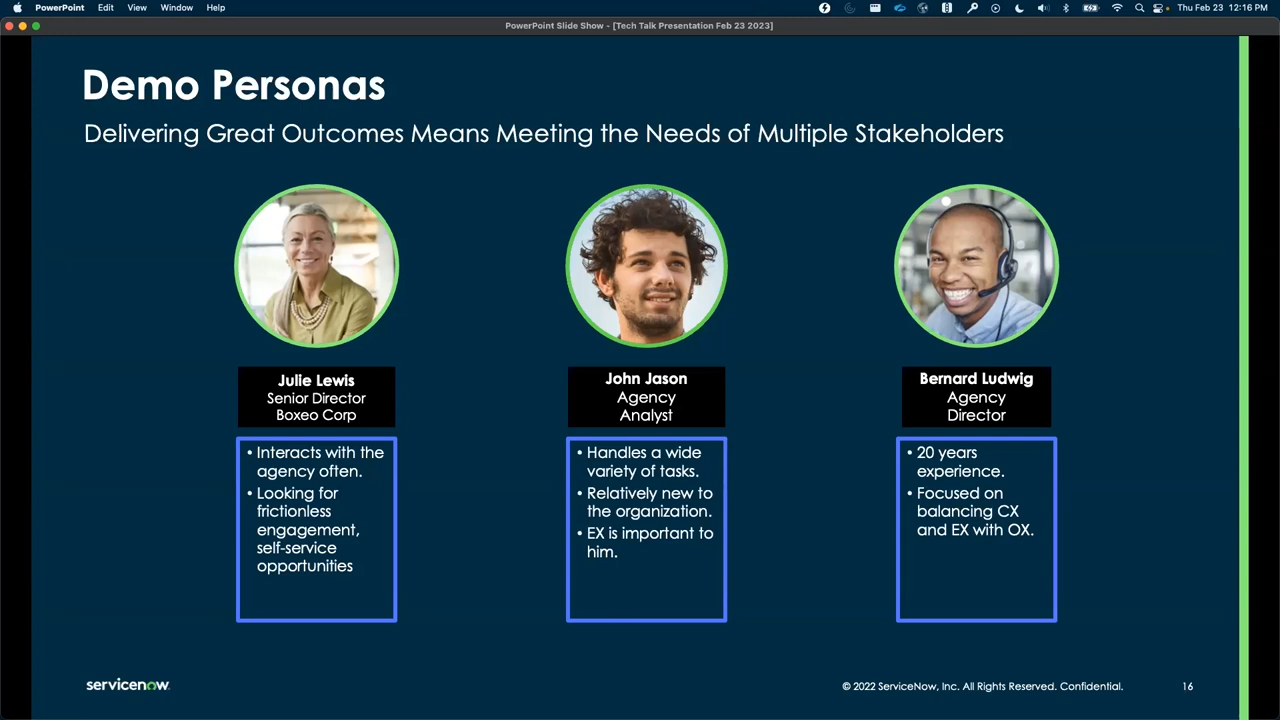 PowerPoint Edit View Window Help
Thu Feb 23 12:16 PM
PowerPoint Slide Show - [Tech Talk Presentation Feb 23 2023]
Demo Personas
Delivering Great Outcomes Means Meeting the Needs of Multiple Stakeholders
Julie Lewis
Senior Director
Boxeo Corp
• Interacts with the
agency often.
• Looking for
frictionless
engagement,
self-service
opportunities
John Jason
Agency
Analyst
• Handles a wide
variety of tasks.
• Relatively new to
the organization.
• EX is important to
him.
Bernard Ludwig
Agency
Director
• 20 years
experience.
• Focused on
balancing CX
and EX with OX.
servicenow
© 2022 ServiceNow, Inc. All Rights Reserved. Confidential.
16